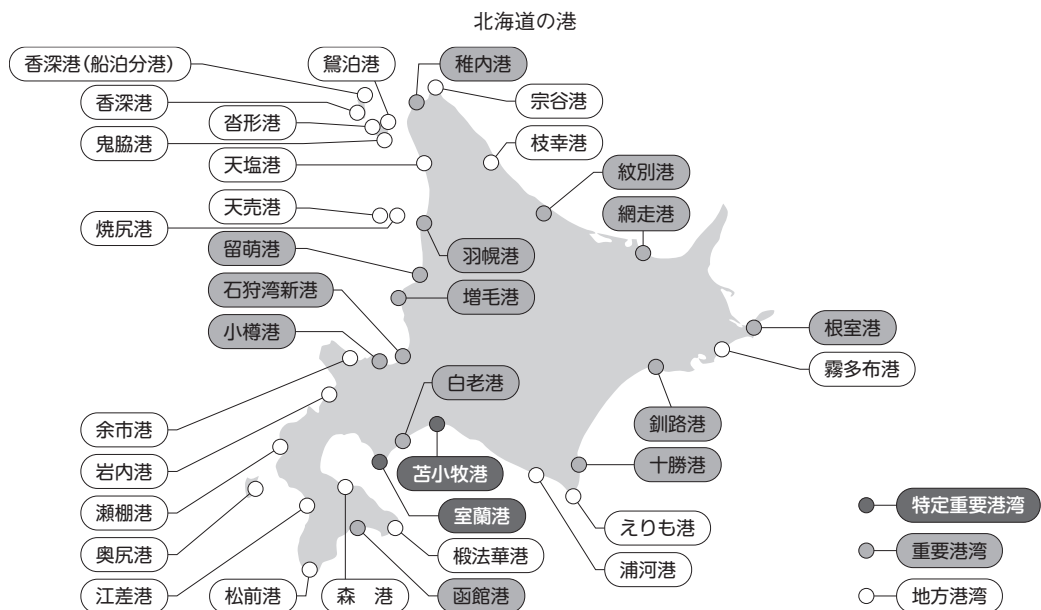 北海道の港
香深港(船泊分港)
鴛泊港
稚内港
香深港
宗谷港
沓形港
鬼脇港
枝幸港
天塩港
紋別港
天売港
網走港
焼尻港
留萌港
羽幌港
石狩湾新港
増毛港
小樽港
根室港
霧多布港
白老港
余市港
釧路港
岩内港
苫小牧港
十勝港
瀬棚港
室蘭港
特定重要港湾
えりも港
奥尻港
椴法華港
重要港湾
浦河港
江差港
松前港
森　港
函館港
地方港湾